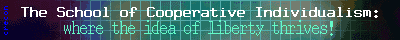 The School of Cooperative Individualism:
where the idea of liberty thrives!